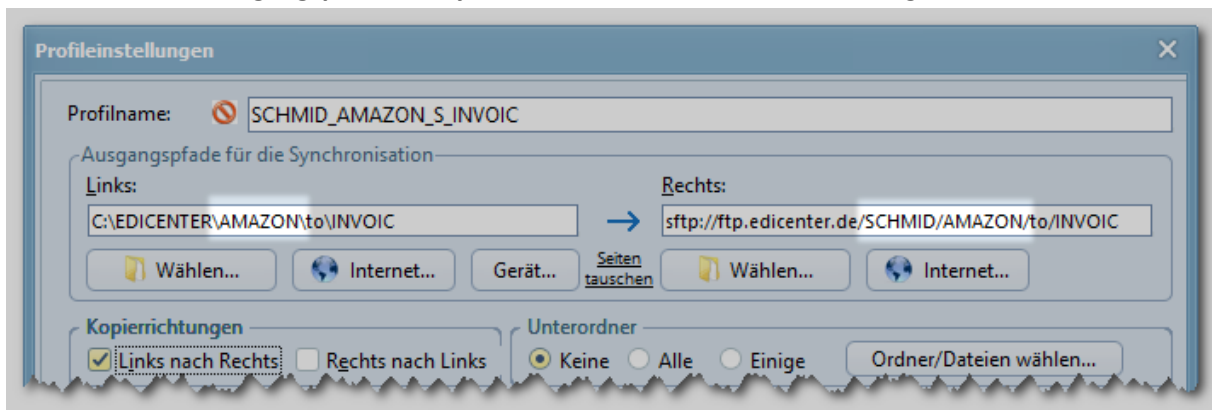 Profileinstellungen
Profilname: SCHMID_AMAZON_S_INVOIC
Ausgangspfade für die Synchronisation
Links: Rechts:
C:\EDICENTER\AMAZON\to\INVOIC sftp://ftp.edicenter.de/SCHMID/AMAZON/to/INVOIC
Wählen... Internet... Gerät... Seiten tauschen Wählen... Internet...
Kopierrichtungen Unterordner
Links nach Rechts Rechts nach Links Keine Alle Einige Ordner/Dateien wählen...